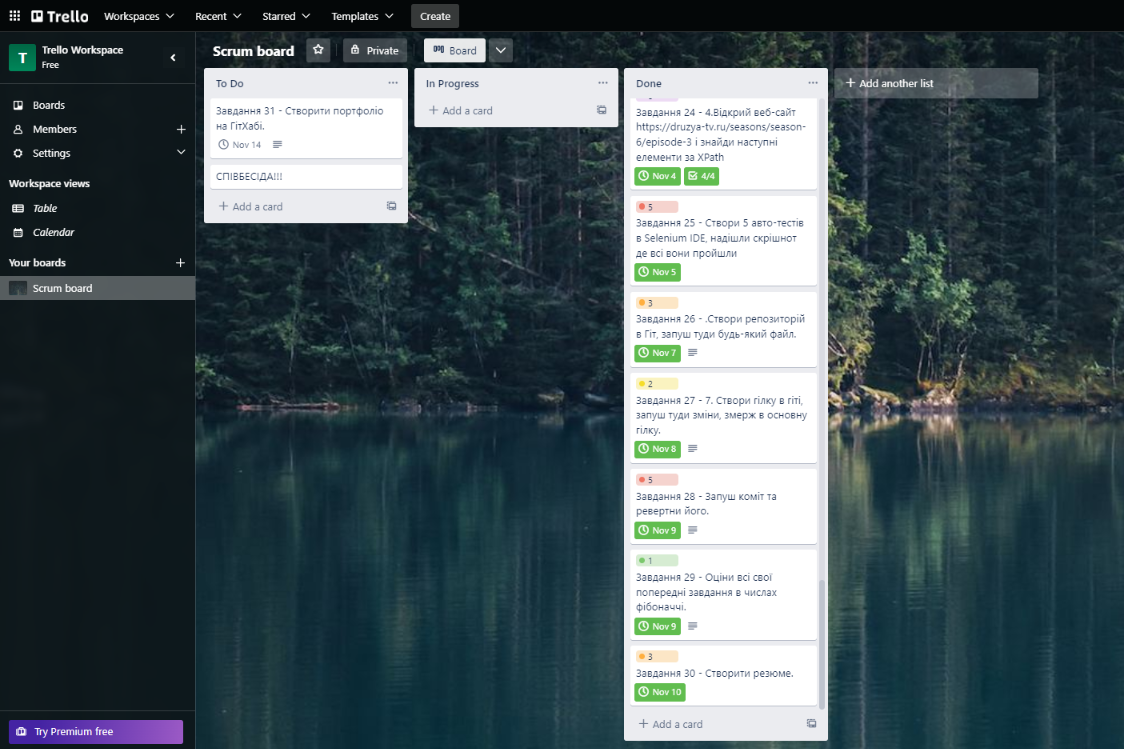 Trello
Workspaces
Recent
Starred
Templates
Create
T
Trello Workspace
Free
Boards
Members
Settings
Workspace views
Table
Calendar
Your boards
Scrum board
Try Premium free
Scrum board
Private
Board
To Do
Завдання 31 - Створити портфоліо
на ГітХабі.
Nov 14
СПІВБЕСІДА!!!
Add a card
In Progress
Add a card
Done
Завдання 24 - 4.Відкрий веб-сайт
https://druzya-tv.ru/seasons/season-
6/episode-3 і знайди наступні
елементи за XPath
Nov 4
4/4
5
Завдання 25 - Створи 5 авто-тестів
в Selenium IDE, надішли скрішнот
де всі вони пройшли
Nov 5
3
Завдання 26 - .Створи репозиторій
в Гіт, запуш туди будь-який файл.
Nov 7
2
Завдання 27 - 7. Створи гілку в гіті,
запуш туди зміни, змерж в основну
гілку.
Nov 8
5
Завдання 28 - Запуш коміт та
ревертни його.
Nov 9
1
Завдання 29 - Оціни всі свої
попередні завдання в числах
фібоначчі.
Nov 9
3
Завдання 30 - Створити резюме.
Nov 10
Add a card
Add another list